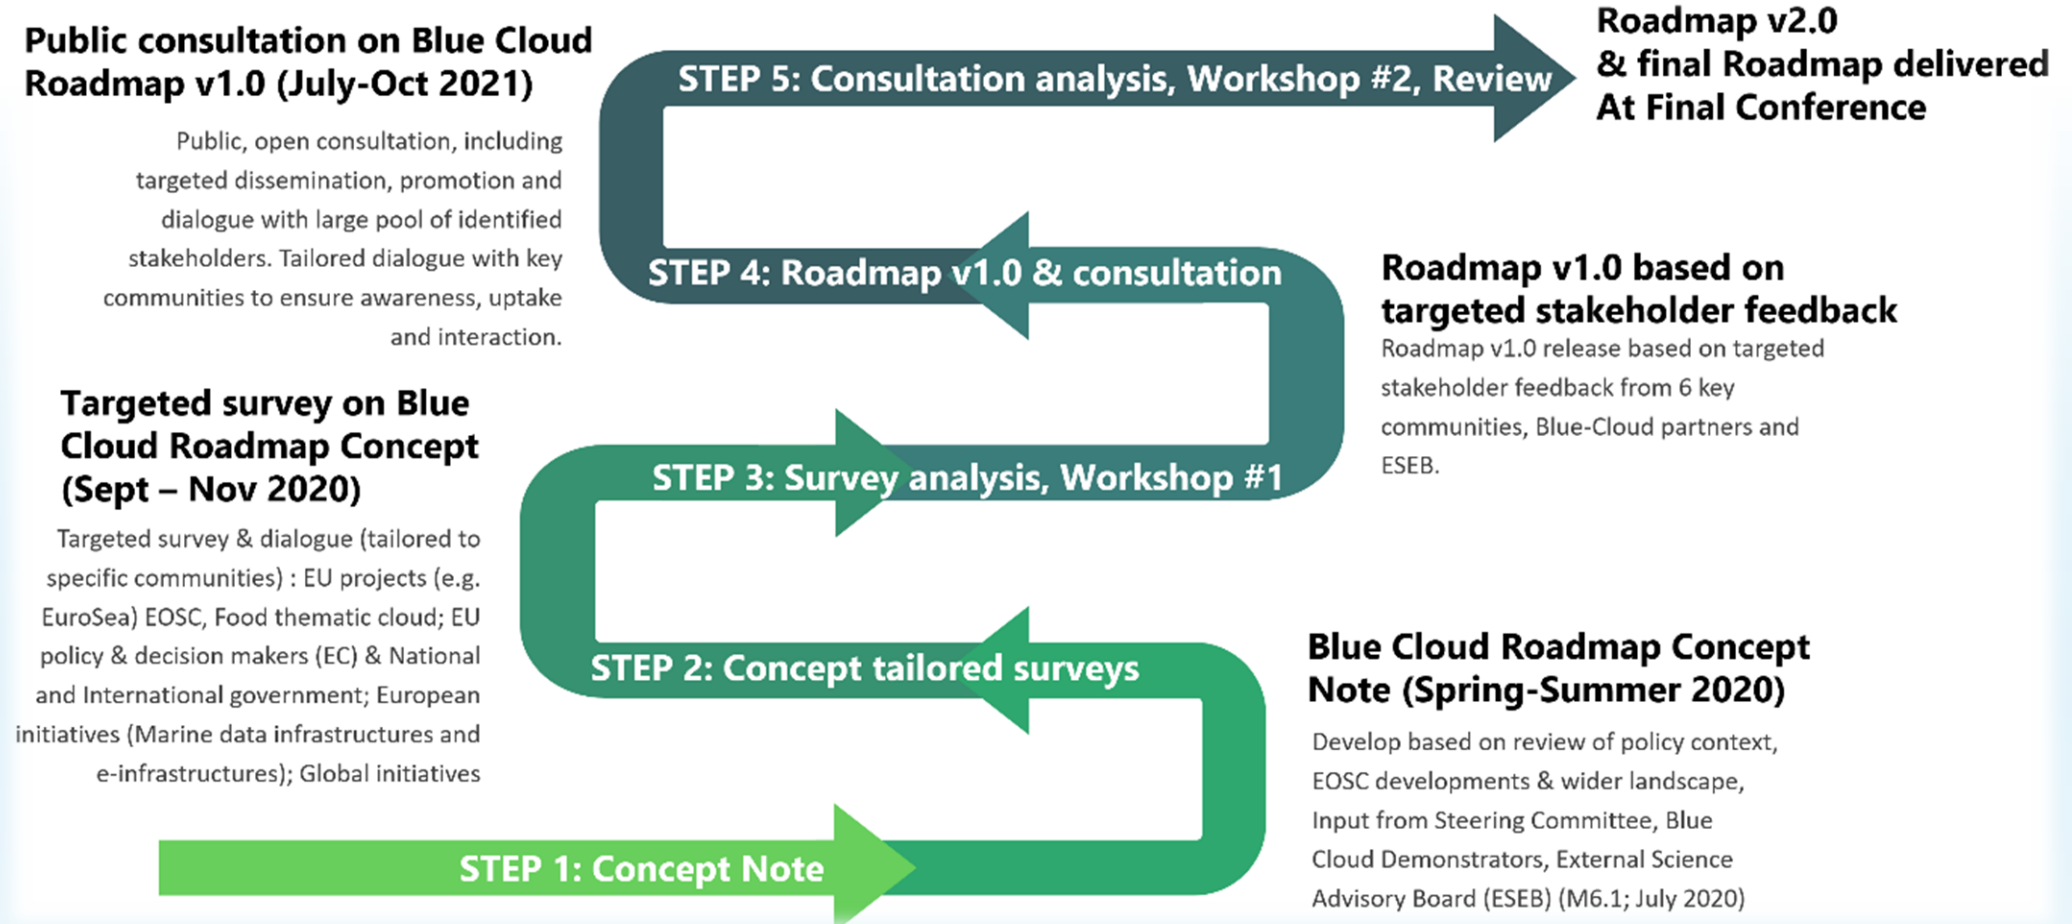 Public consultation on Blue Cloud
Roadmap v1.0 (July-Oct 2021)
Public, open consultation, including
targeted dissemination, promotion and
dialogue with large pool of identified
stakeholders. Tailored dialogue with key
communities to ensure awareness, uptake
and interaction.
STEP 5: Consultation analysis, Workshop #2, Review
Roadmap v2.0
& final Roadmap delivered
At Final Conference
STEP 4: Roadmap v1.0 & consultation
Roadmap v1.0 based on
targeted stakeholder feedback
Roadmap v1.0 release based on targeted
stakeholder feedback from 6 key
communities, Blue-Cloud partners and
ESEB.
Targeted survey on Blue
Cloud Roadmap Concept
(Sept – Nov 2020)
Targeted survey & dialogue (tailored to
specific communities) : EU projects (e.g.
EuroSea) EOSC, Food thematic cloud; EU
policy & decision makers (EC) & National
and International government; European
initiatives (Marine data infrastructures and
e-infrastructures); Global initiatives
STEP 3: Survey analysis, Workshop #1
STEP 2: Concept tailored surveys
Blue Cloud Roadmap Concept
Note (Spring-Summer 2020)
Develop based on review of policy context,
EOSC developments & wider landscape,
Input from Steering Committee, Blue
Cloud Demonstrators, External Science
Advisory Board (ESEB) (M6.1; July 2020)
STEP 1: Concept Note